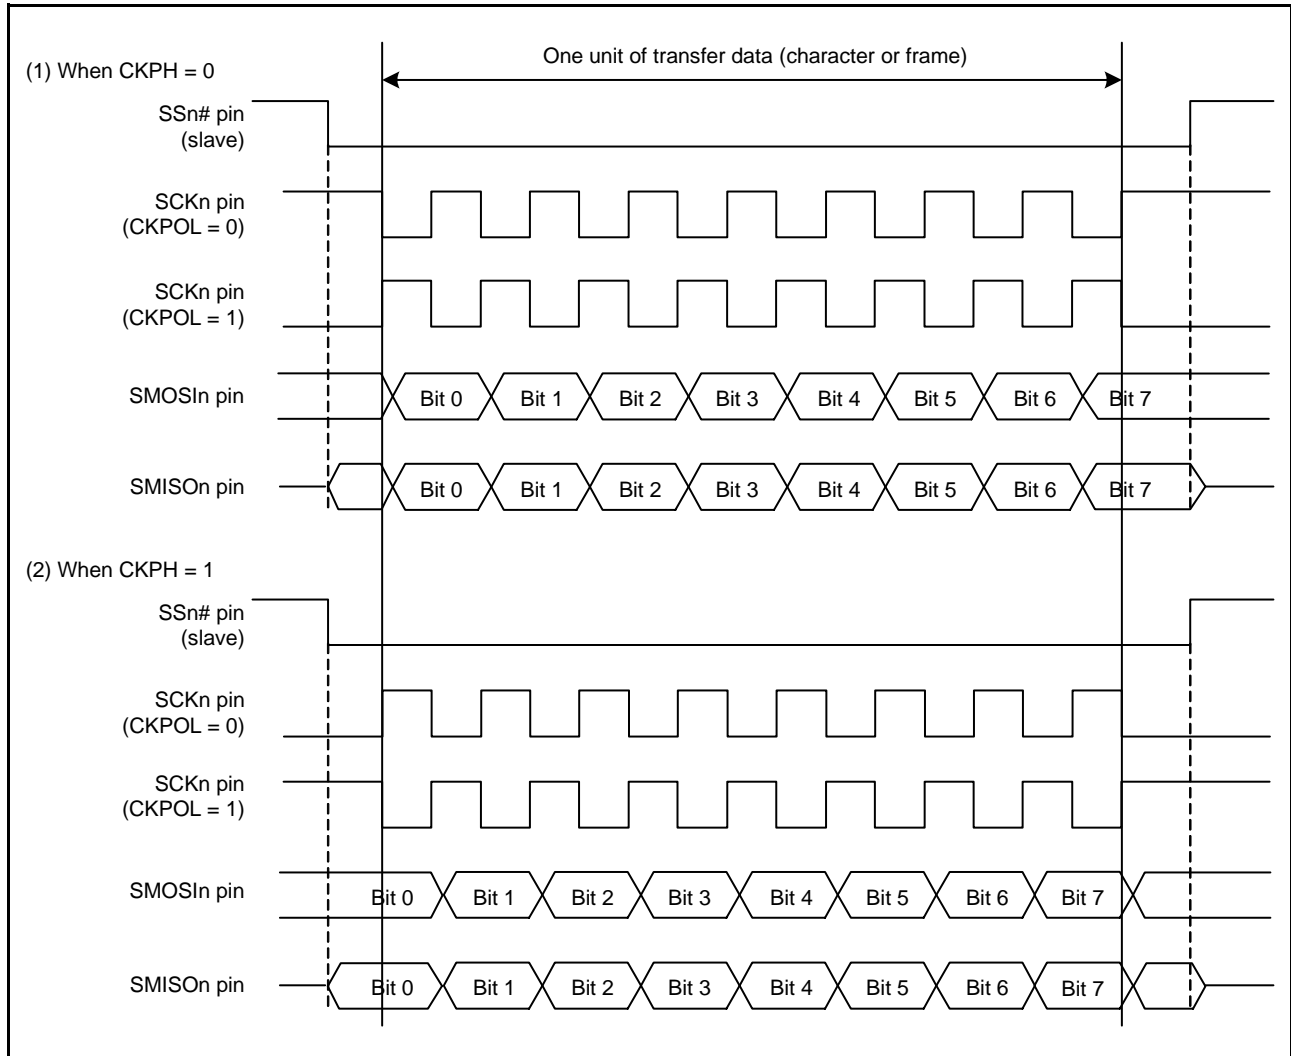 One unit of transfer data (character or frame)
(1) When CKPH = 0
SSn# pin
(slave)
SCKn pin
(CKPOL = 0)
SCKn pin
(CKPOL = 1)
SMOSIn pin
Bit 0 Bit 1 Bit 2 Bit 3 Bit 4 Bit 5 Bit 6 Bit 7
SMISOn pin
Bit 0 Bit 1 Bit 2 Bit 3 Bit 4 Bit 5 Bit 6 Bit 7
(2) When CKPH = 1
SSn# pin
(slave)
SCKn pin
(CKPOL = 0)
SCKn pin
(CKPOL = 1)
SMOSIn pin
Bit 0 Bit 1 Bit 2 Bit 3 Bit 4 Bit 5 Bit 6 Bit 7
SMISOn pin
Bit 0 Bit 1 Bit 2 Bit 3 Bit 4 Bit 5 Bit 6 Bit 7